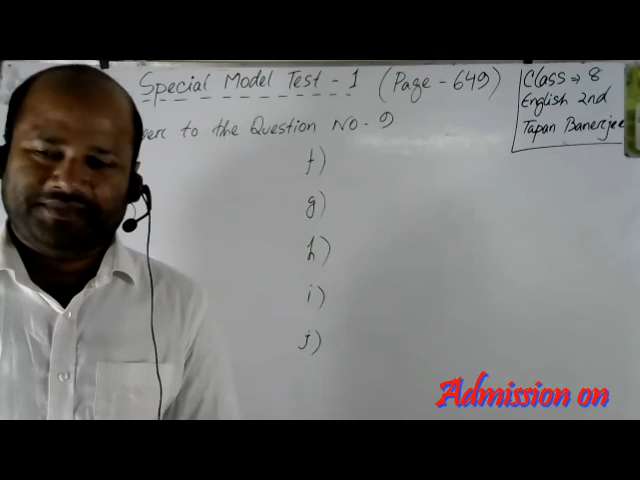 Special Model Test - 1 (Page - 649)
Class ⇒ 8
English 2nd
Tapan Banerjee
to the Question NO - 9
f)
g)
h)
i)
j)
Admission on